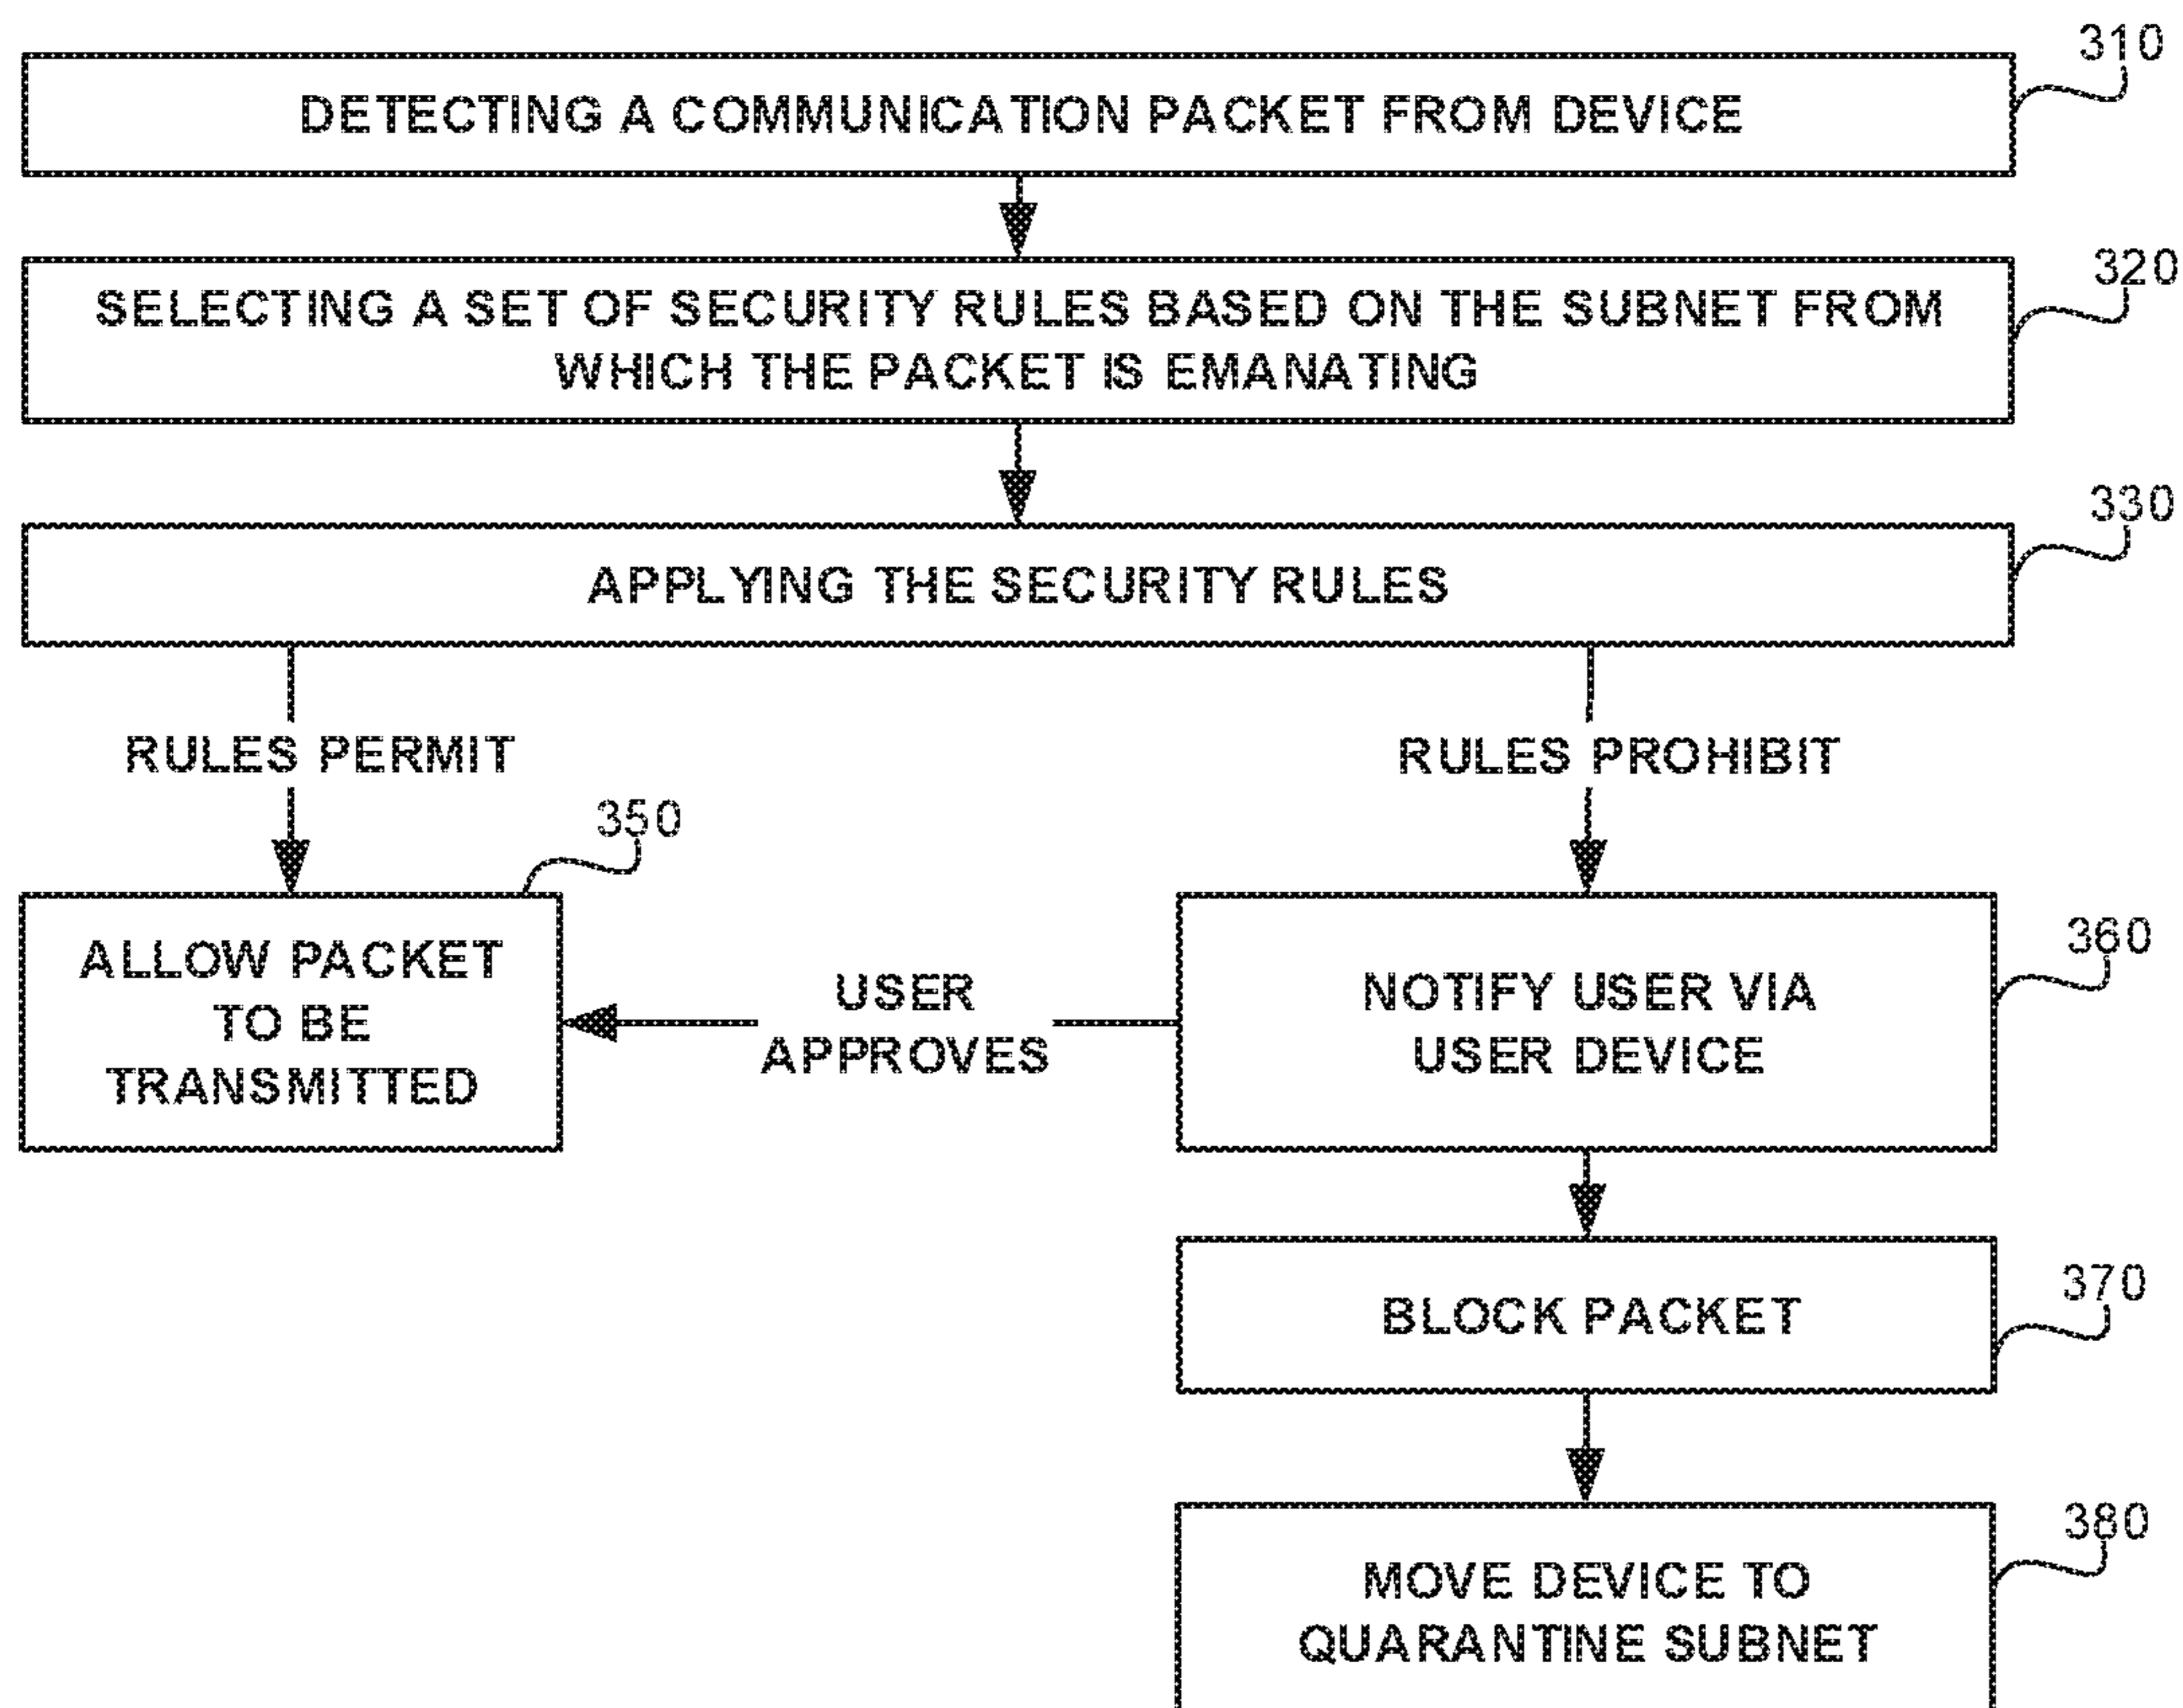 310
DETECTING A COMMUNICATION PACKET FROM DEVICE
320
SELECTING A SET OF SECURITY RULES BASED ON THE SUBNET FROM
WHICH THE PACKET IS EMANATING
330
APPLYING THE SECURITY RULES
RULES PERMIT
RULES PROHIBIT
350
ALLOW PACKET
TO BE
TRANSMITTED
USER
APPROVES
360
NOTIFY USER VIA
USER DEVICE
370
BLOCK PACKET
380
MOVE DEVICE TO
QUARANTINE SUBNET